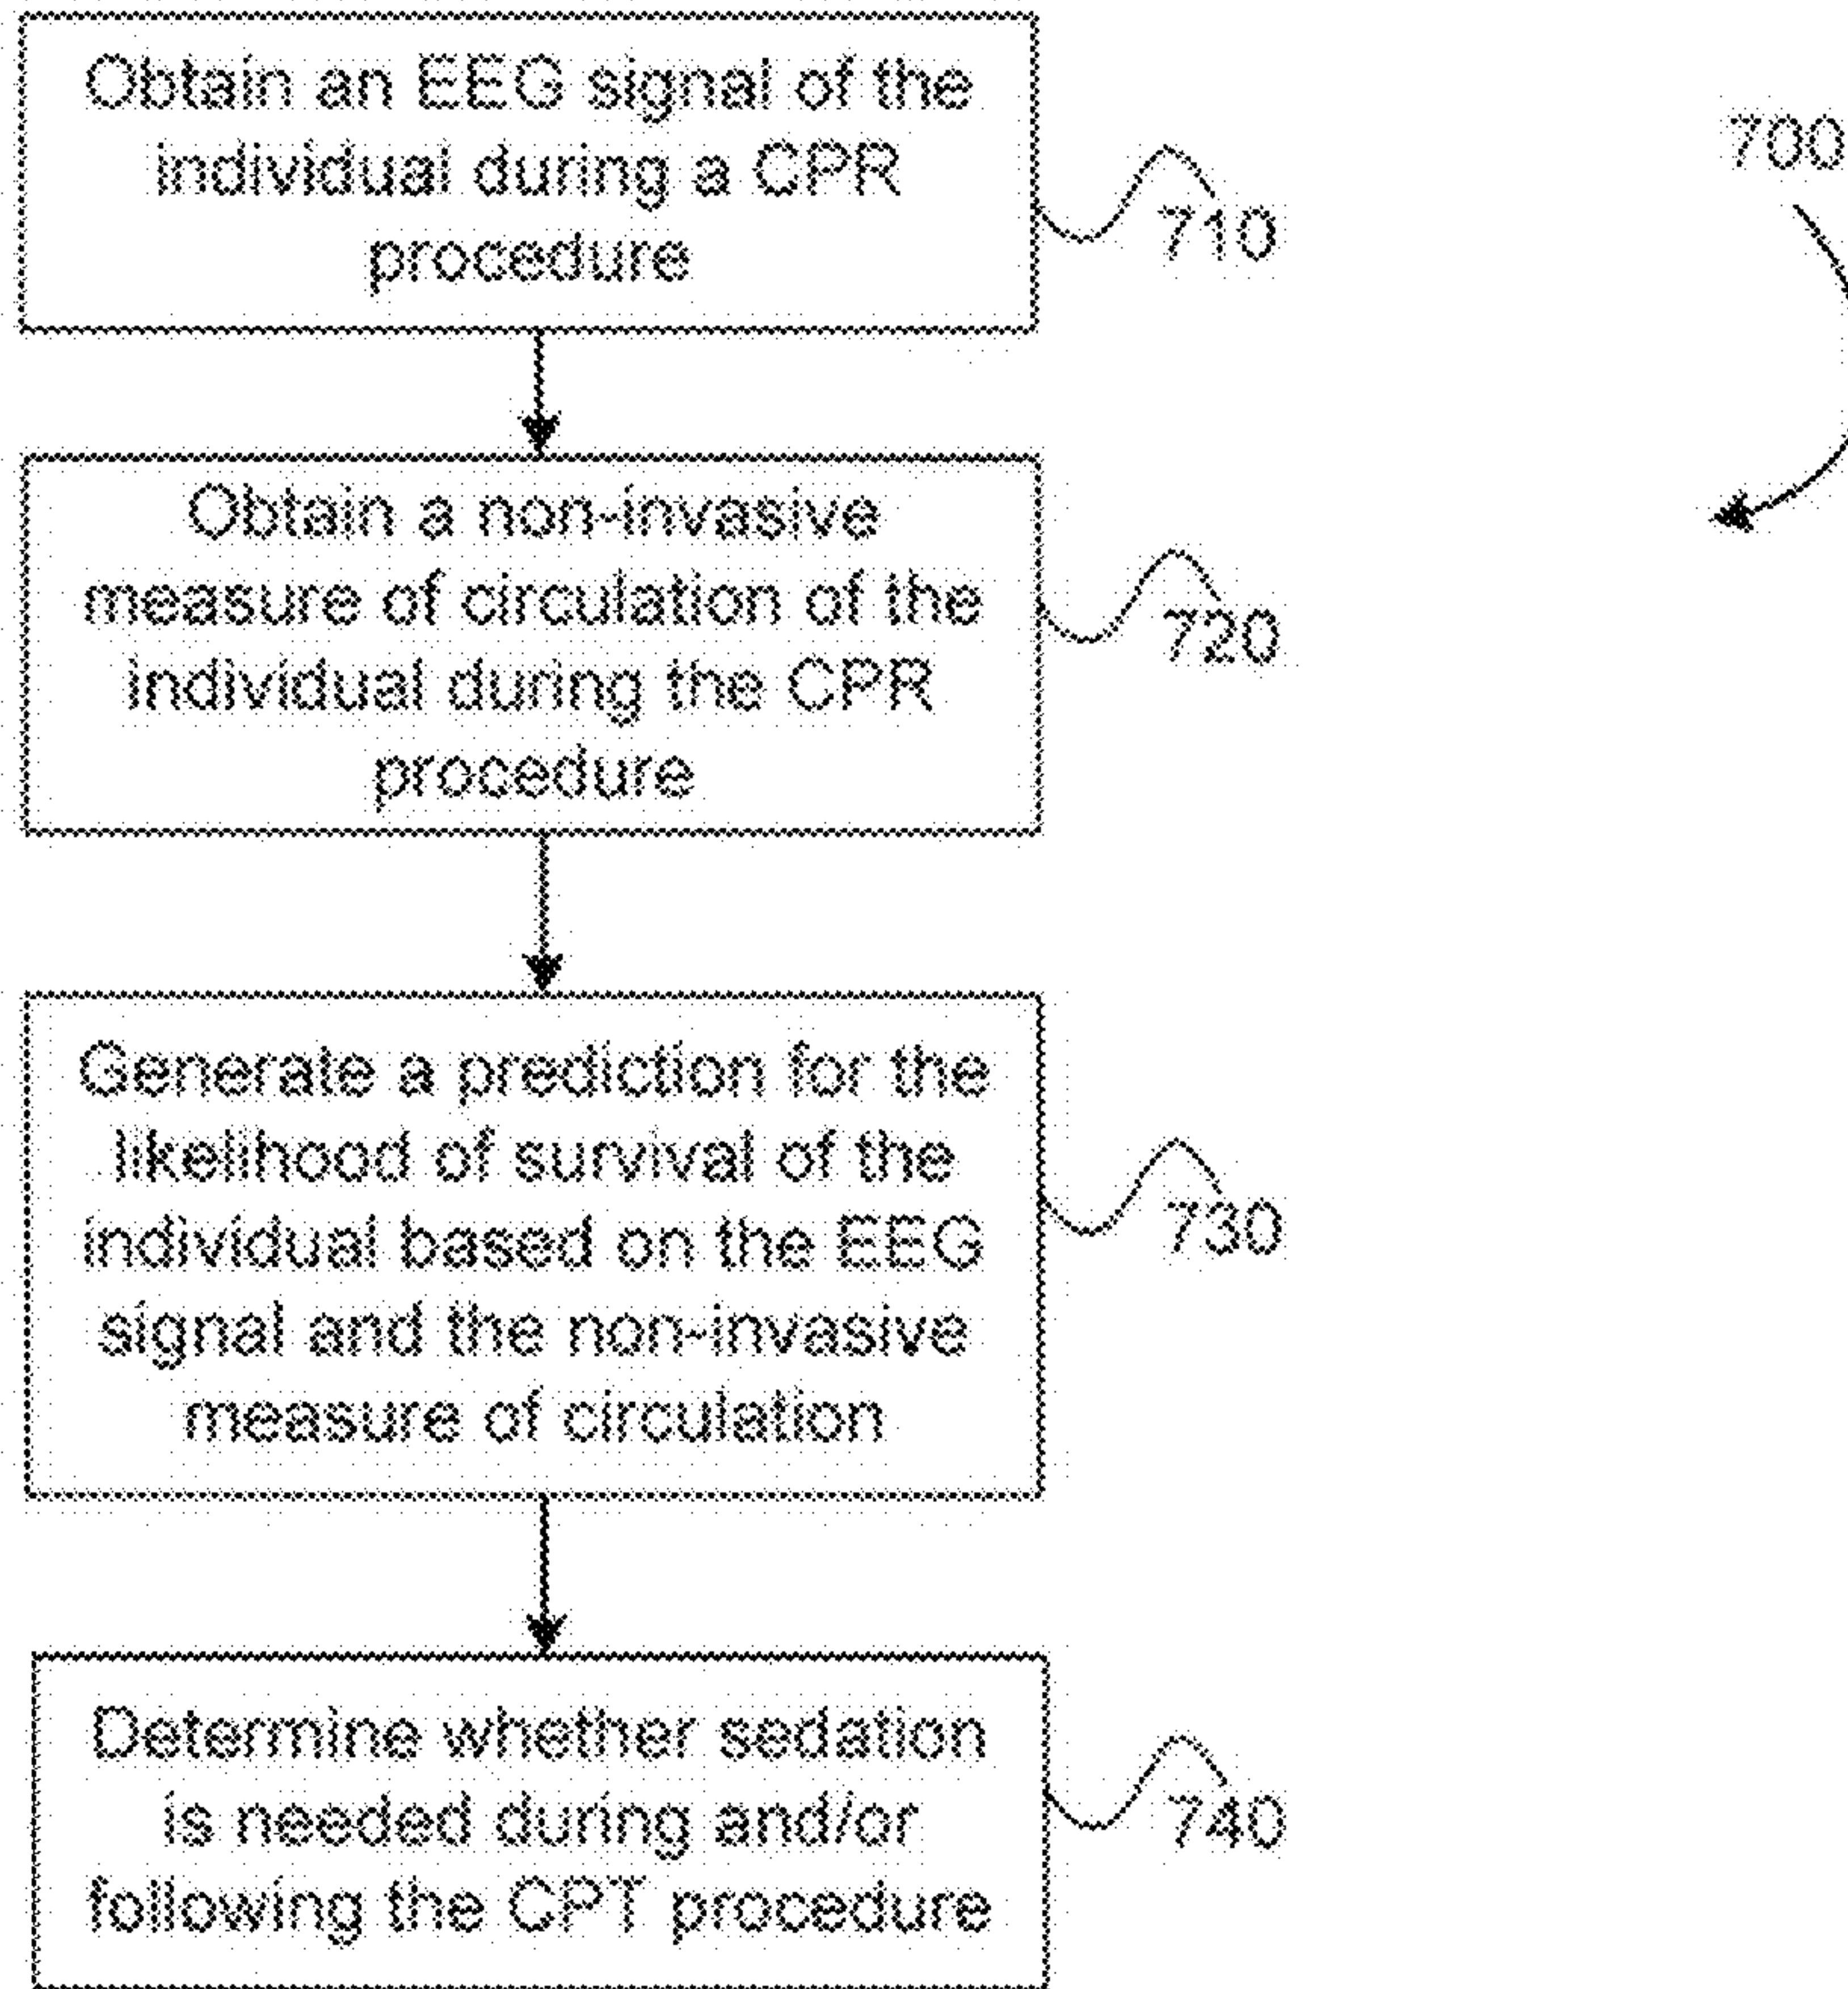 Obtain an EEG signal of the
individual during a CPR
procedure
710
700
Obtain a non-invasive
measure of circulation of the
individual during the CPR
procedure
720
Generate a prediction for the
likelihood of survival of the
individual based on the EEG
signal and the non-invasive
measure of circulation
730
Determine whether sedation
is needed during and/or
following the CPT procedure
740